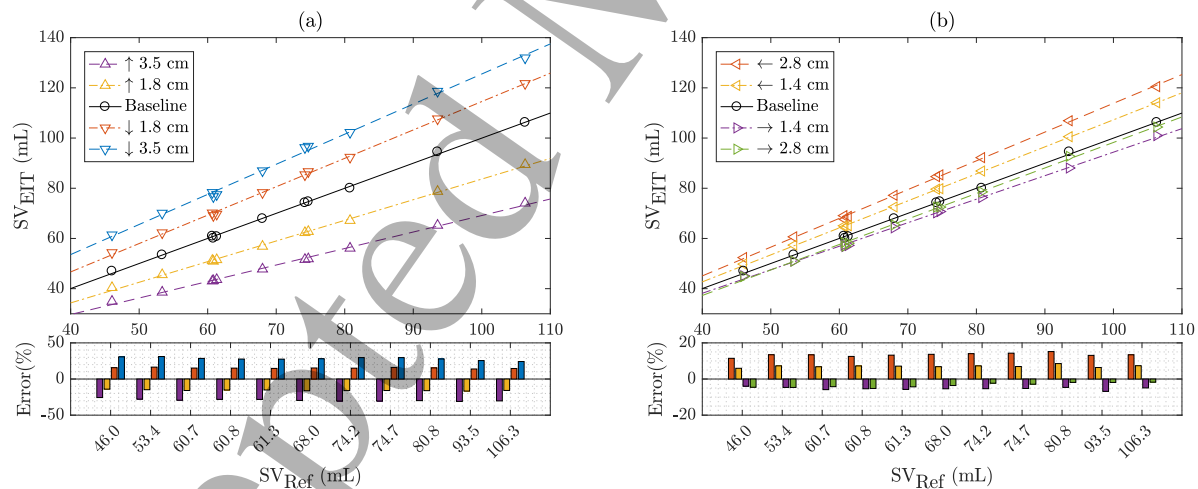 (a)
140
120
100
80
60
40
SV_EIT (mL)
↑ 3.5 cm
↑ 1.8 cm
Baseline
↓ 1.8 cm
↓ 3.5 cm
40 50 60 70 80 90 100 110
50
0
-50
Error(%)
46.0 53.4 60.7 60.8 61.3 68.0 74.2 74.7 80.8 93.5 106.3
SV_Ref (mL)
(b)
140
120
100
80
60
40
SV_EIT (mL)
← 2.8 cm
← 1.4 cm
Baseline
→ 1.4 cm
→ 2.8 cm
40 50 60 70 80 90 100 110
20
0
-20
Error(%)
46.0 53.4 60.7 60.8 61.3 68.0 74.2 74.7 80.8 93.5 106.3
SV_Ref (mL)